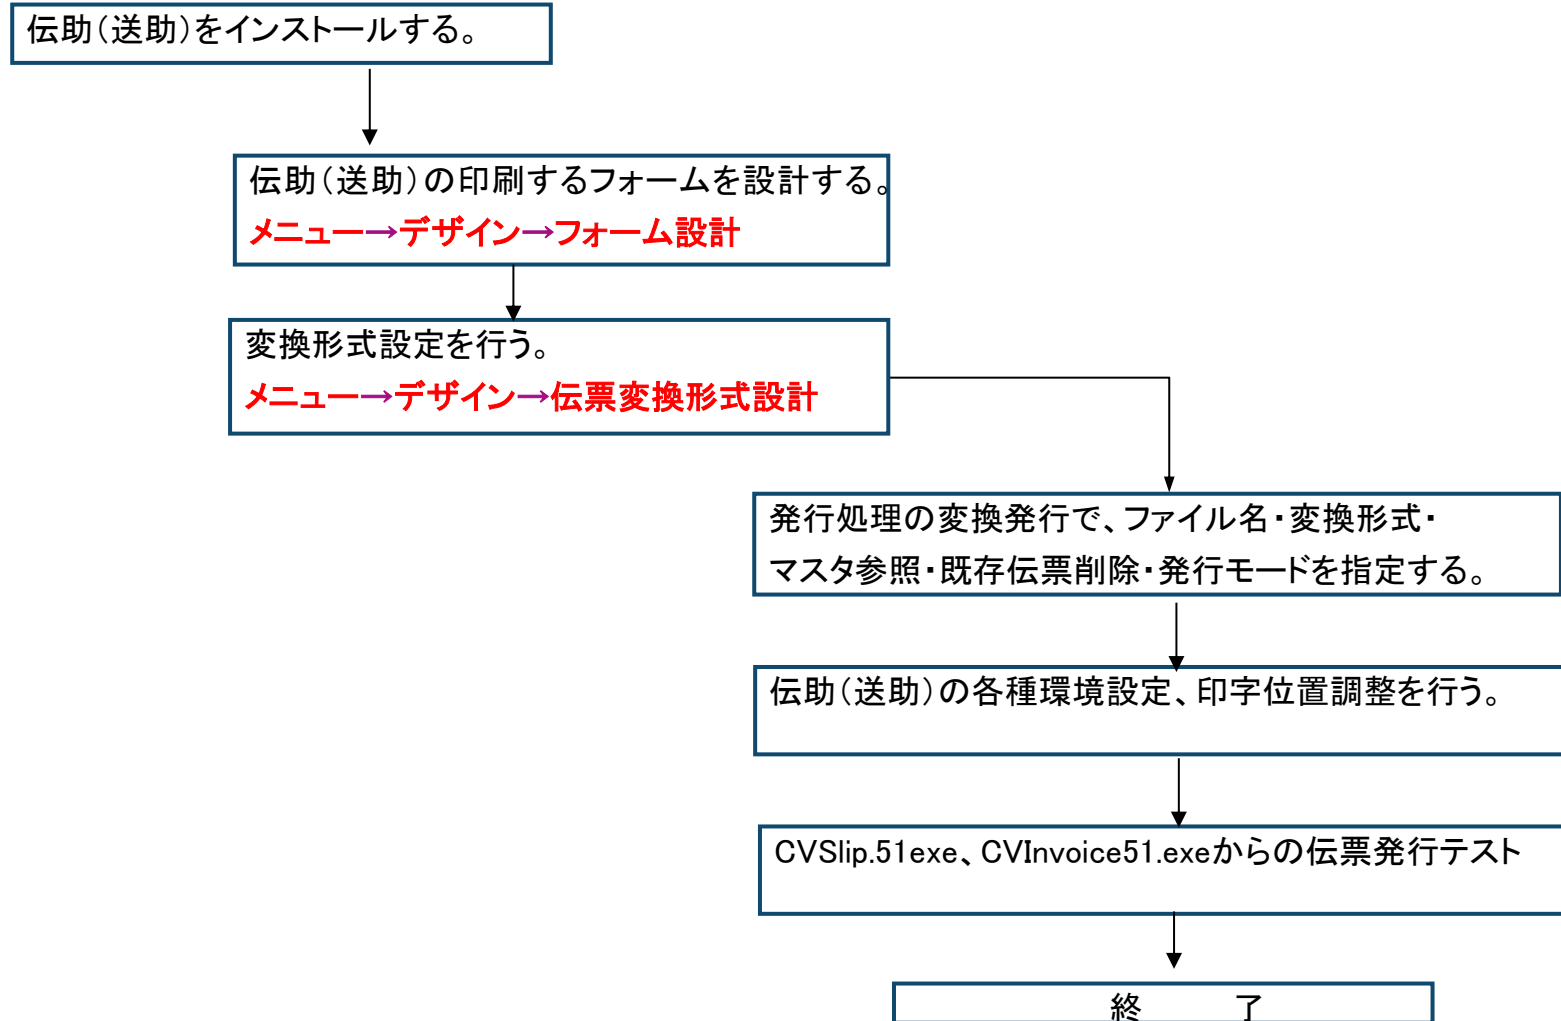 伝助（送助）をインストールする。
伝助（送助）の印刷するフォームを設計する。
メニュー→デザイン→フォーム設計
変換形式設定を行う。
メニュー→デザイン→伝票変換形式設計
発行処理の変換発行で、ファイル名・変換形式・
マスタ参照・既存伝票削除・発行モードを指定する。
伝助（送助）の各種環境設定、印字位置調整を行う。
CVSlip.51exe、CVInvoice51.exeからの伝票発行テスト
終　　　了